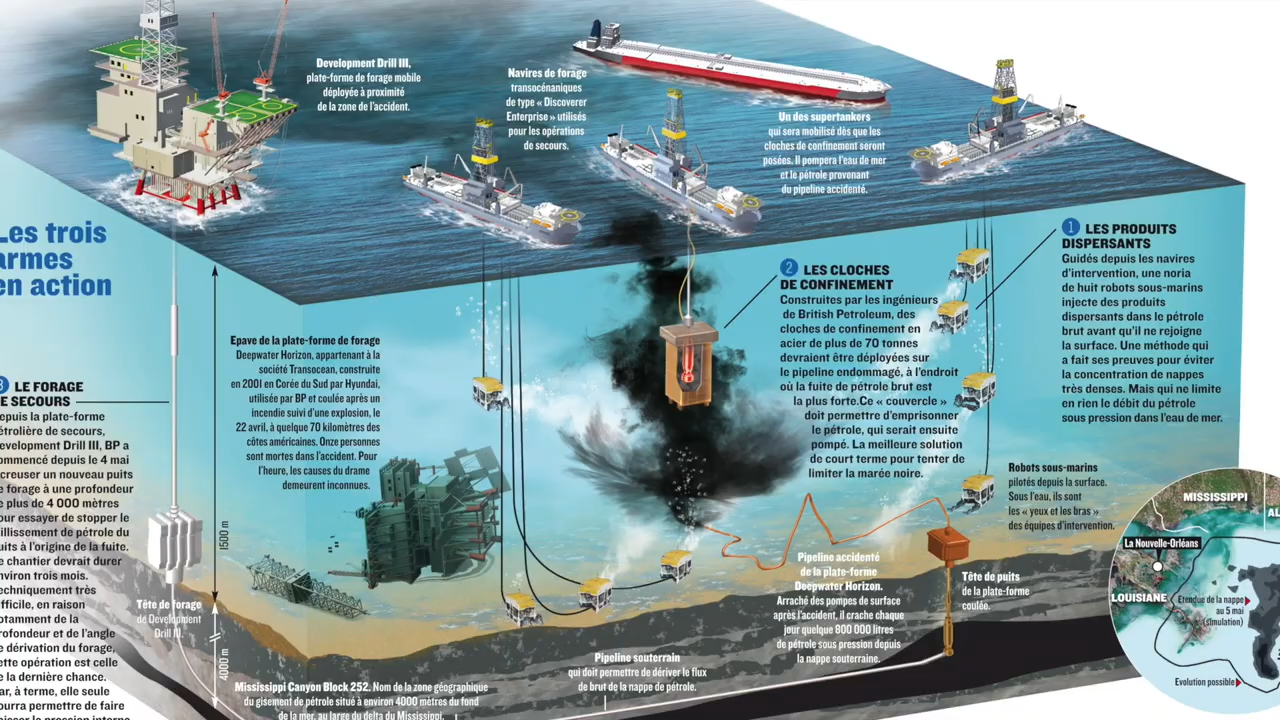 Development Drill III,
plate-forme de forage mobile
déployée à proximité
de la zone de l'accident.
Navires de forage
transocéaniques
de type « Discoverer
Enterprise » utilisés
pour les opérations
de secours.
Un des supertankers
qui sera mobilisé dès que les
cloches de confinement seront
posées. Il pompera l'eau de mer
et le pétrole provenant
du pipeline accidenté.
Les trois
armes
en action
1 LES PRODUITS
DISPERSANTS
Guidés depuis les navires
d'intervention, une noria
de huit robots sous-marins
injecte des produits
dispersants dans le pétrole
brut avant qu'il ne rejoigne
la surface. Une méthode qui
a fait ses preuves pour éviter
la concentration de nappes
très denses. Mais qui ne limite
en rien le débit du pétrole
sous pression dans l'eau de mer.
2 LES CLOCHES
DE CONFINEMENT
Construites par les ingénieurs
de British Petroleum, des
cloches de confinement en
acier de plus de 70 tonnes
devraient être déployées sur
le pipeline endommagé, à l'endroit
où la fuite de pétrole brut est
la plus forte.Ce « couvercle »
doit permettre d'emprisonner
le pétrole, qui serait ensuite
pompé. La meilleure solution
de court terme pour tenter de
limiter la marée noire.
Epave de la plate-forme de forage
Deepwater Horizon, appartenant à la
société Transocean, construite
en 2001 en Corée du Sud par Hyundai,
utilisée par BP et coulée après un
incendie suivi d'une explosion, le
22 avril, à quelque 70 kilomètres des
côtes américaines. Onze personnes
sont mortes dans l'accident. Pour
l'heure, les causes du drame
demeurent inconnues.
3 LE FORAGE
DE SECOURS
epuis la plate-forme
étrolière de secours,
evelopment Drill III, BP a
ommencé depuis le 4 mai
creuser un nouveau puits
e forage à une profondeur
e plus de 4 000 mètres
our essayer de stopper le
illissement de pétrole du
uits à l'origine de la fuite.
e chantier devrait durer
nviron trois mois.
echniquement très
ifficile, en raison
otamment de la
rofondeur et de l'angle
e dérivation du forage,
ette opération est celle
e la dernière chance.
ar, à terme, elle seule
ourra permettre de faire
aisser la pression interne
1500 m
4000 m
Tête de forage
de Development
Drill III.
Robots sous-marins
pilotés depuis la surface.
Sous l'eau, ils sont
les « yeux et les bras »
des équipes d'intervention.
Pipeline accidenté
de la plate-forme
Deepwater Horizon.
Arraché des pompes de surface
après l'accident, il crache chaque
jour quelque 800 000 litres
de pétrole sous pression depuis
la nappe souterraine.
Tête de puits
de la plate-forme
coulée.
Pipeline souterrain
qui doit permettre de dériver le flux
de brut de la nappe de pétrole.
Mississippi Canyon Block 252. Nom de la zone géographique
du gisement de pétrole situé à environ 4000 mètres du fond
de la mer, au large du delta du Mississippi.
MISSISSIPPI
AL
La Nouvelle-Orléans
LOUISIANE
Etendue de la nappe
au 5 mai
(simulation)
Evolution possible